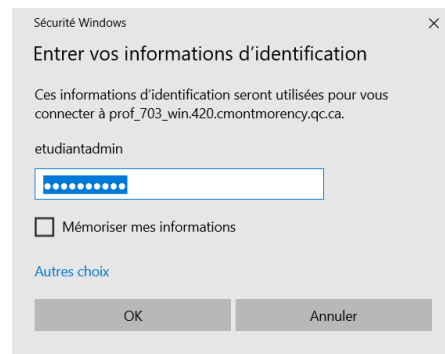 Sécurité Windows
Entrer vos informations d'identification
Ces informations d'identification seront utilisées pour vous
connecter à prof_703_win.420.cmontmorency.qc.ca.
etudiantadmin
●●●●●●●●●●
Mémoriser mes informations
Autres choix
OK
Annuler